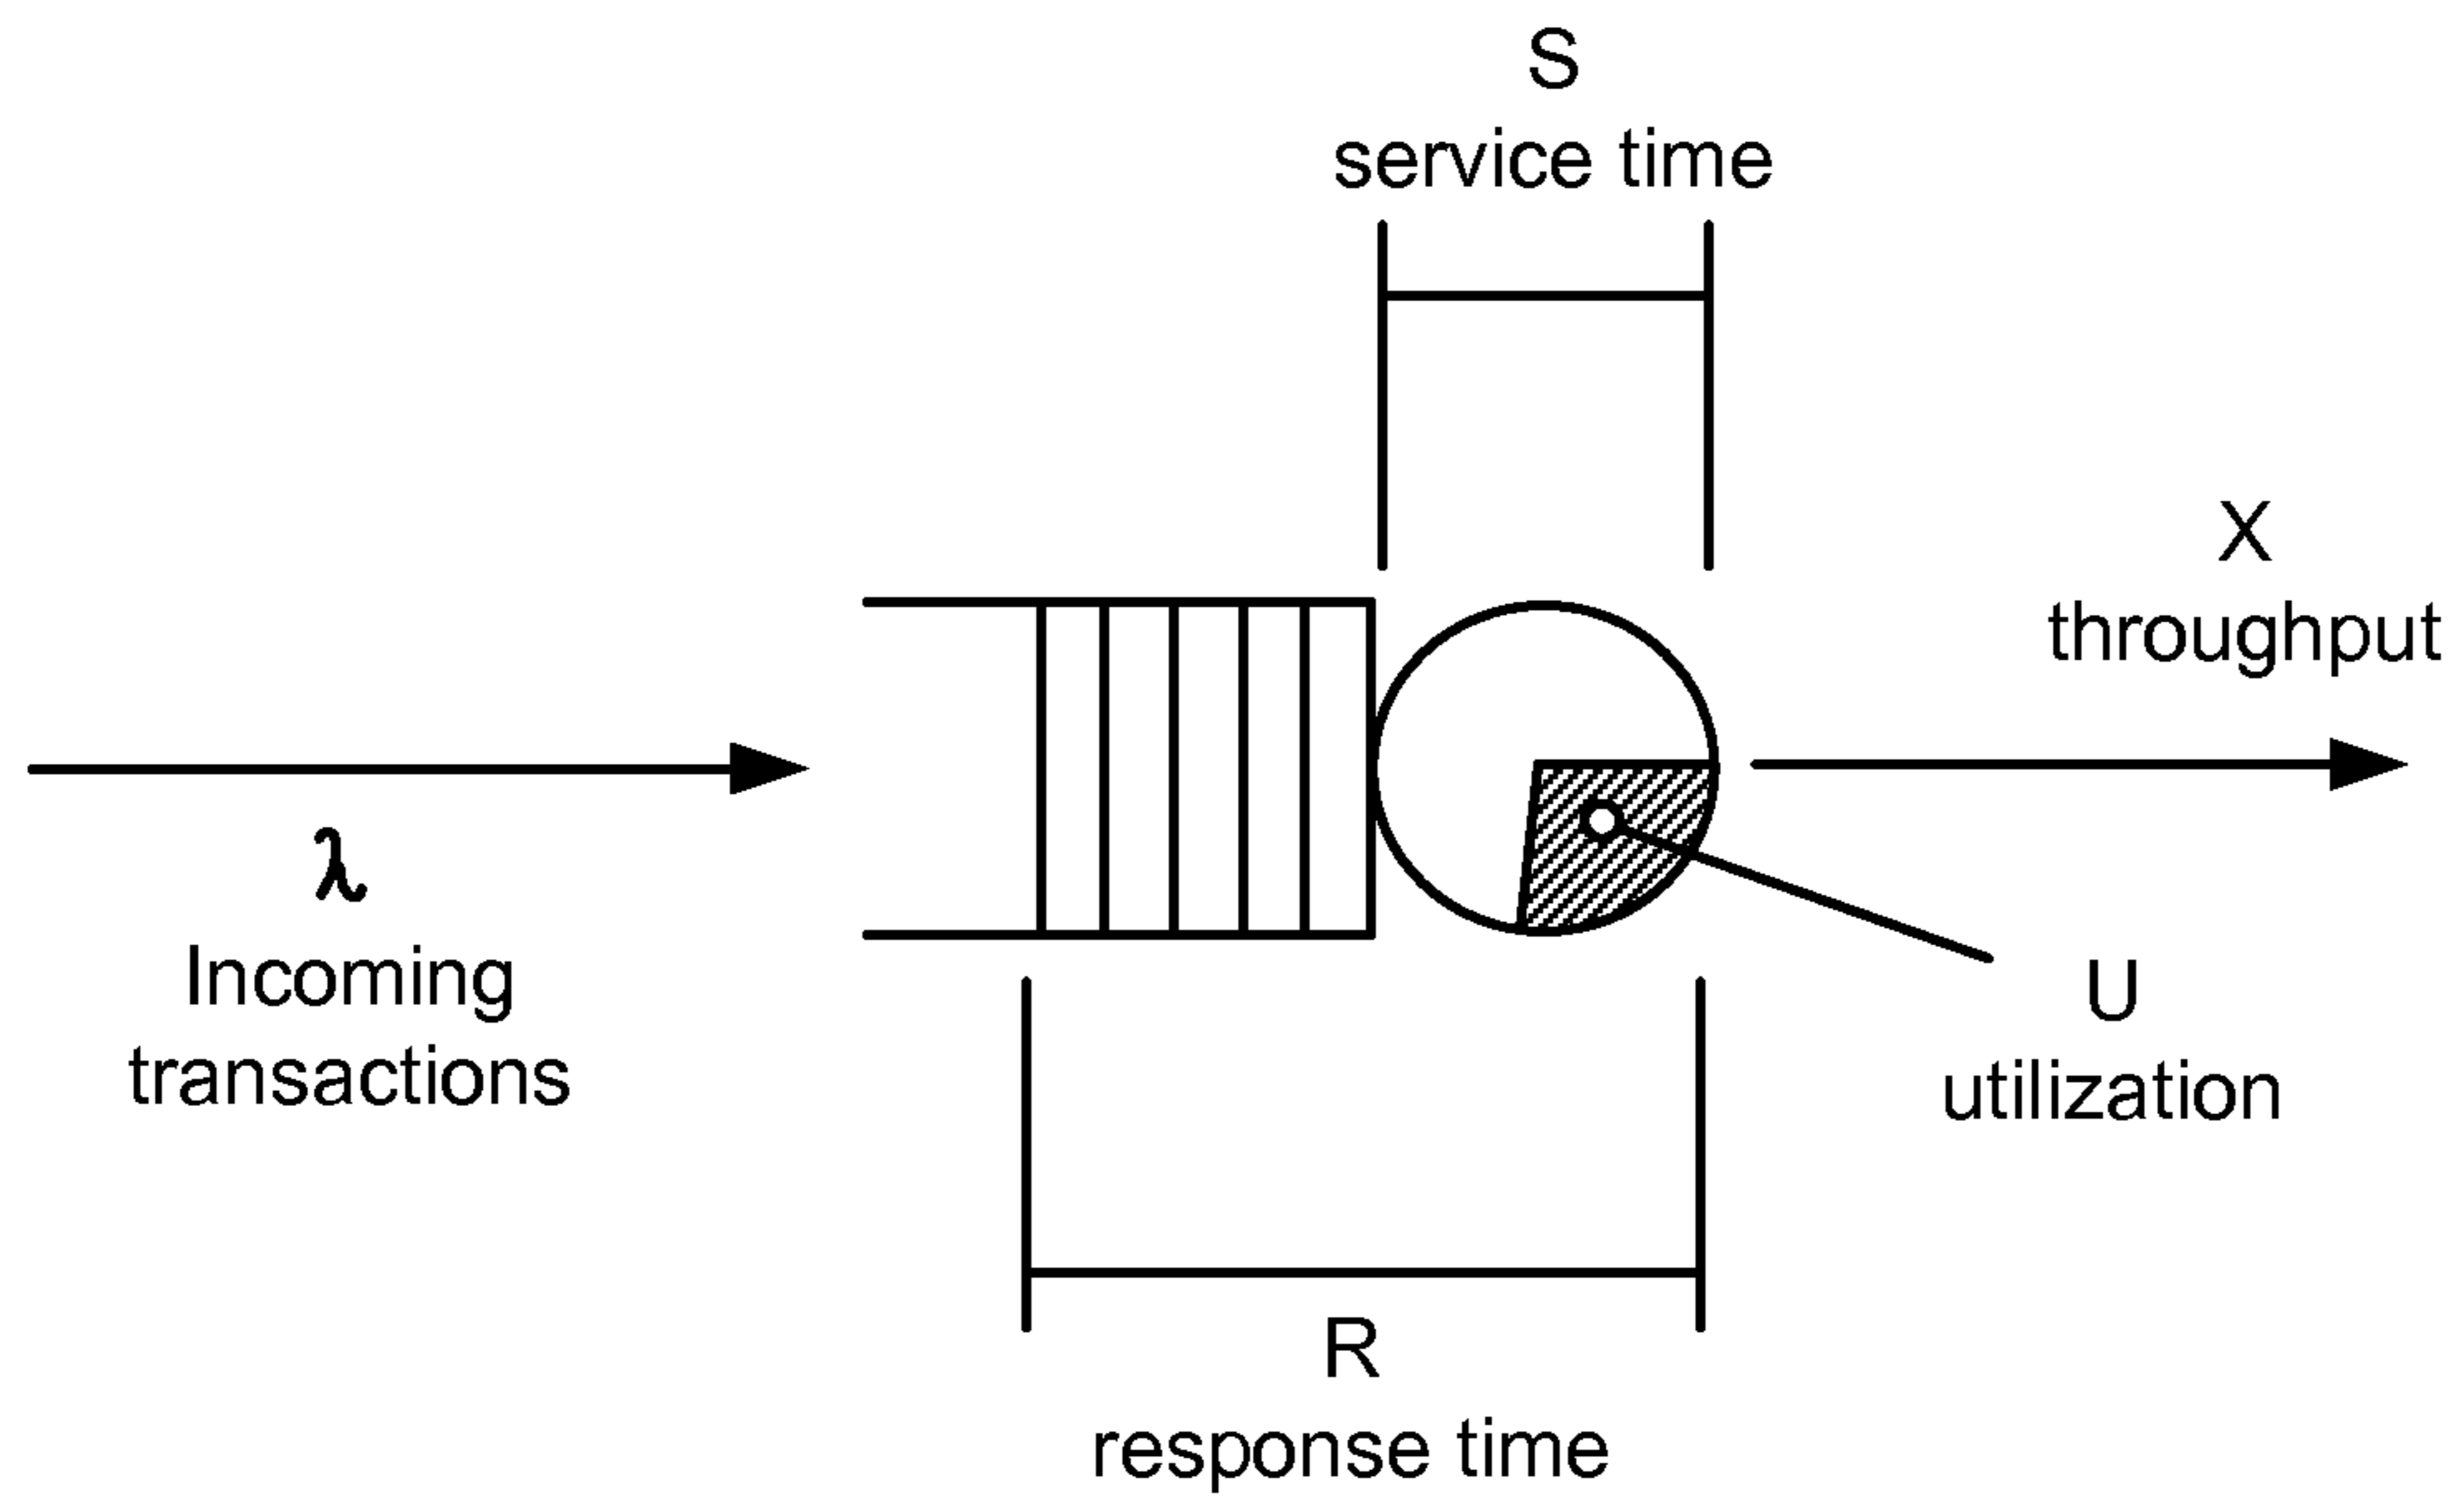 S
service time
X
throughput
λ
Incoming
transactions
U
utilization
R
response time